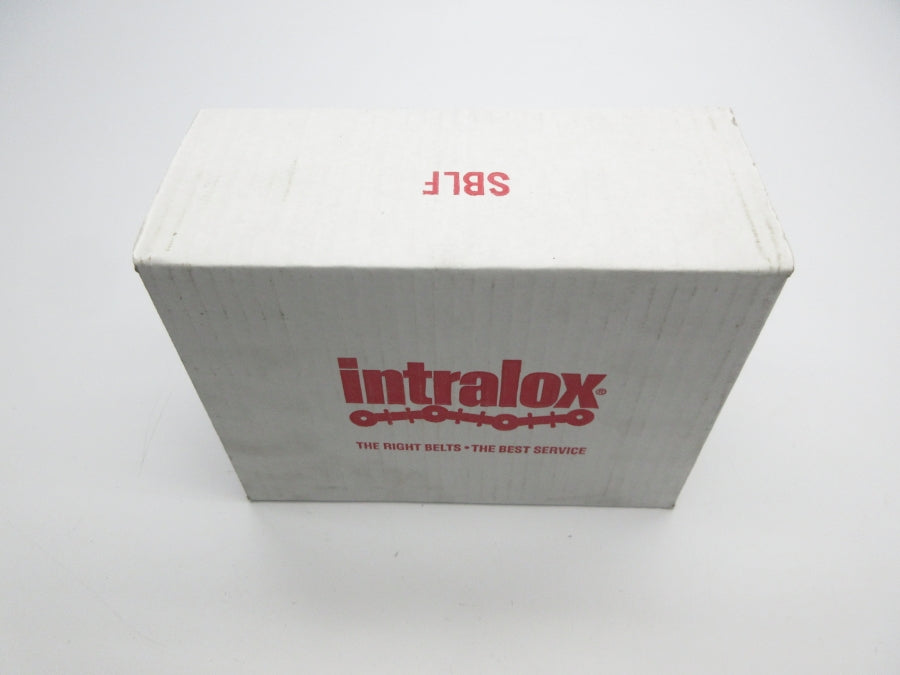 SBLF
intralox®
THE RIGHT BELTS • THE BEST SERVICE